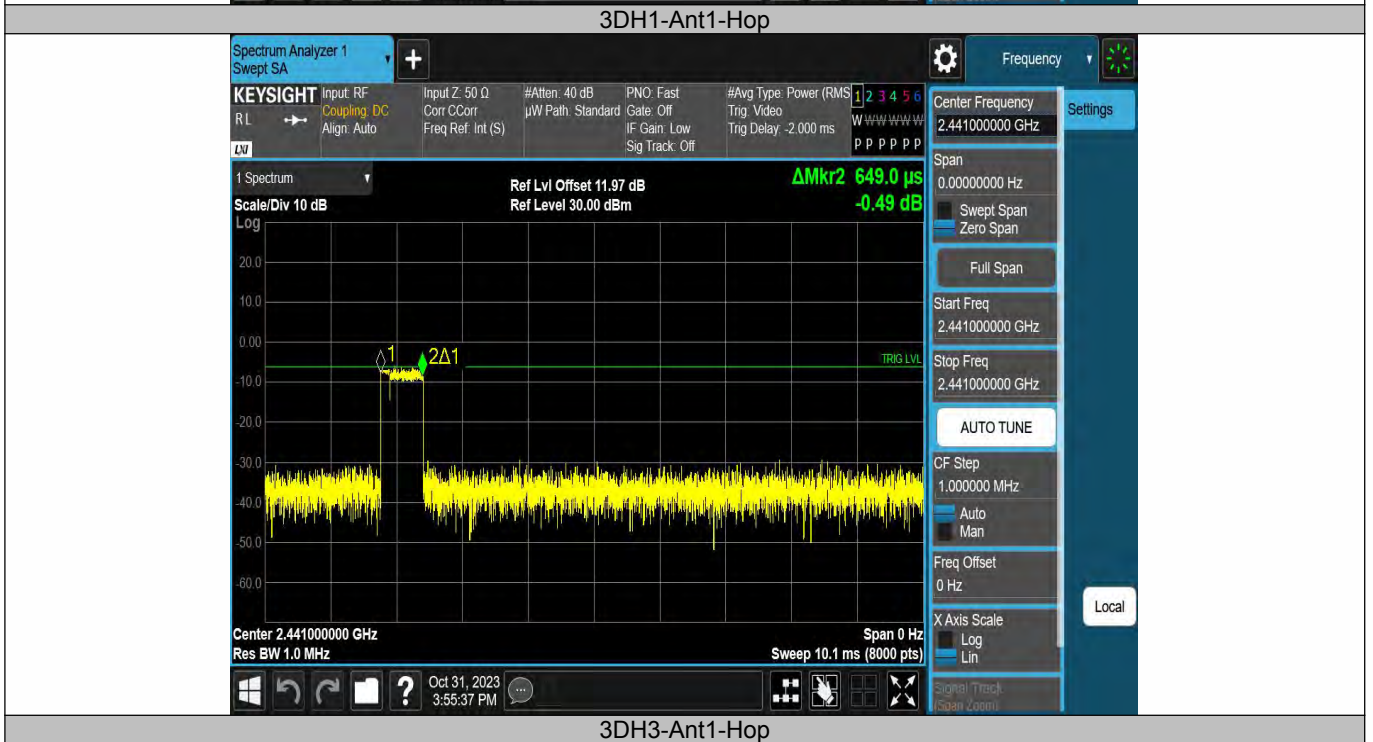 3DH1-Ant1-Hop
Spectrum Analyzer 1
Swept SA
+
Frequency
KEYSIGHT
RL
LXI
Input: RF
Coupling: DC
Align: Auto
Input Z: 50 Ω
Corr CCorr
Freq Ref: Int (S)
#Atten: 40 dB
µW Path: Standard
PNO: Fast
Gate: Off
IF Gain: Low
Sig Track: Off
#Avg Type: Power (RMS
Trig: Video
Trig Delay: -2.000 ms
1 2 3 4 5 6
W W W W W W
P P P P P P
Center Frequency
2.441000000 GHz
Settings
Span
0.00000000 Hz
Swept Span
Zero Span
Full Span
Start Freq
2.441000000 GHz
Stop Freq
2.441000000 GHz
AUTO TUNE
CF Step
1.000000 MHz
Auto
Man
Freq Offset
0 Hz
X Axis Scale
Log
Lin
Signal Track
(Span Zoom)
Local
1 Spectrum
Scale/Div 10 dB
Ref Lvl Offset 11.97 dB
Ref Level 30.00 dBm
ΔMkr2 649.0 µs
-0.49 dB
Log
20.0
10.0
0.00
-10.0
-20.0
-30.0
-40.0
-50.0
-60.0
1
2Δ1
TRIG LVL
Center 2.441000000 GHz
Res BW 1.0 MHz
Span 0 Hz
Sweep 10.1 ms (8000 pts)
?
Oct 31, 2023
3:55:37 PM
3DH3-Ant1-Hop